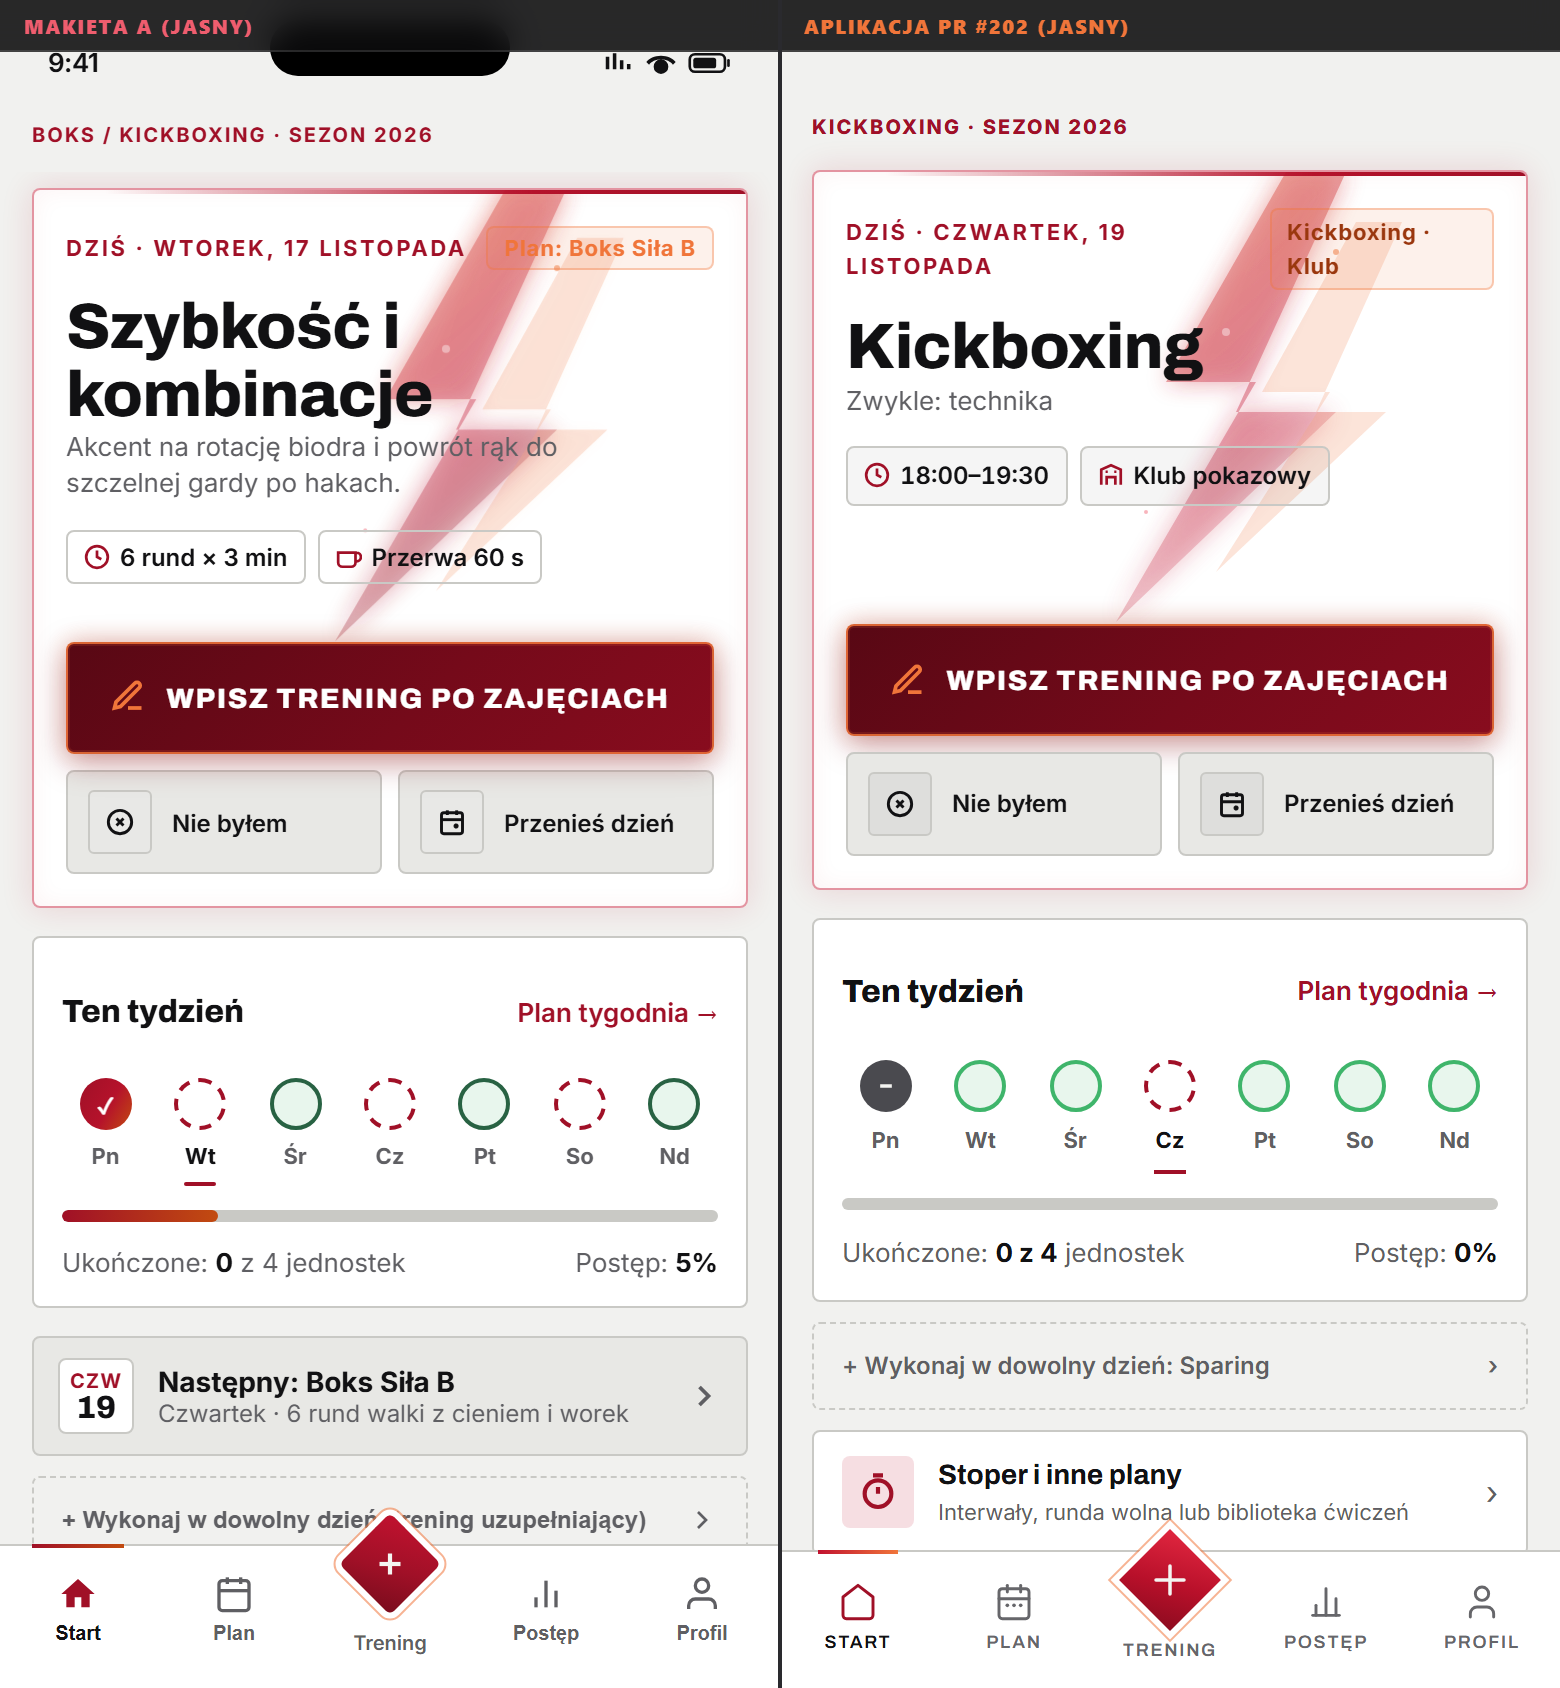 MAKIETA A (JASNY)
9:41
BOKS / KICKBOXING · SEZON 2026
DZIŚ · WTOREK, 17 LISTOPADA
Plan: Boks Siła B
Szybkość i
kombinacje
Akcent na rotację biodra i powrót rąk do
szczelnej gardy po hakach.
6 rund × 3 min
Przerwa 60 s
WPISZ TRENING PO ZAJĘCIACH
Nie byłem
Przenieś dzień
Ten tydzień
Plan tygodnia →
Pn Wt Śr Cz Pt So Nd
Ukończone: 0 z 4 jednostek
Postęp: 5%
CZW
19
Następny: Boks Siła B
Czwartek · 6 rund walki z cieniem i worek
+ Wykonaj w dowolny dzień rening uzupełniający)
Start
Plan
Trening
Postęp
Profil
APLIKACJA PR #202 (JASNY)
KICKBOXING · SEZON 2026
DZIŚ · CZWARTEK, 19
LISTOPADA
Kickboxing ·
Klub
Kickboxing
Zwykle: technika
18:00–19:30
Klub pokazowy
WPISZ TRENING PO ZAJĘCIACH
Nie byłem
Przenieś dzień
Ten tydzień
Plan tygodnia →
Pn Wt Śr Cz Pt So Nd
Ukończone: 0 z 4 jednostek
Postęp: 0%
+ Wykonaj w dowolny dzień: Sparing
Stoper i inne plany
Interwały, runda wolna lub biblioteka ćwiczeń
START
PLAN
TRENING
POSTĘP
PROFIL